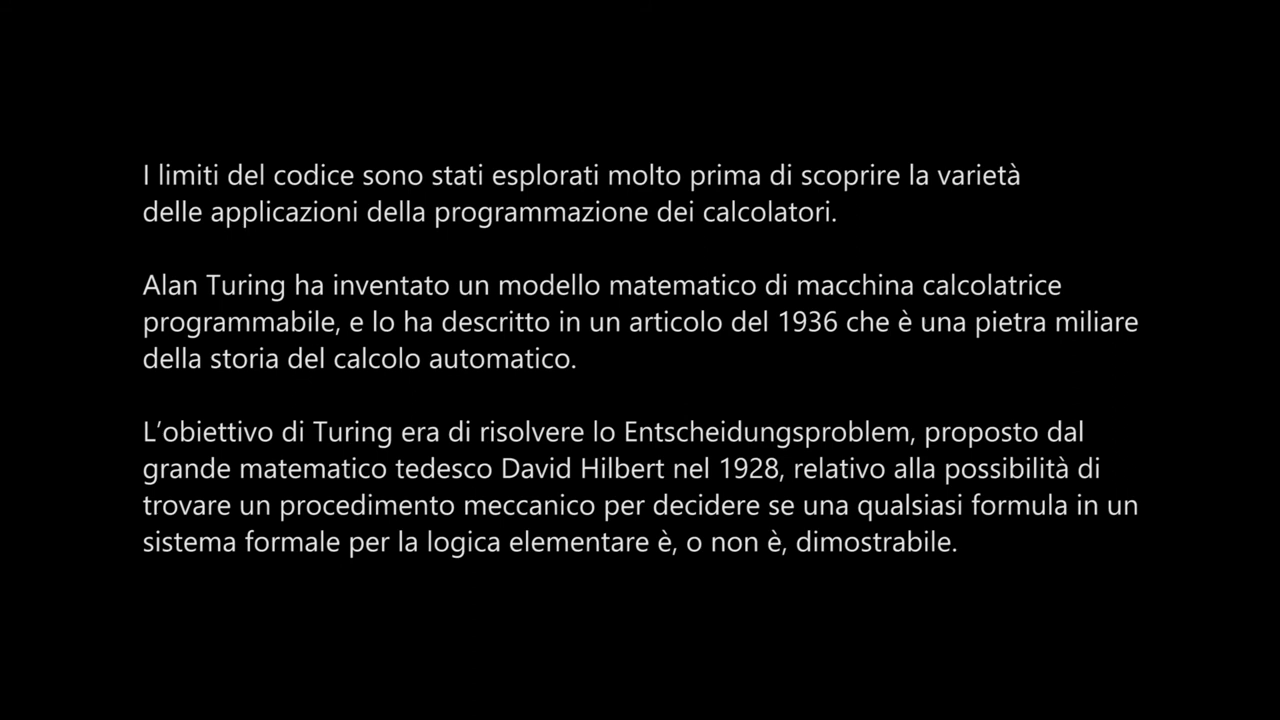 I limiti del codice sono stati esplorati molto prima di scoprire la varietà
delle applicazioni della programmazione dei calcolatori.
Alan Turing ha inventato un modello matematico di macchina calcolatrice
programmabile, e lo ha descritto in un articolo del 1936 che è una pietra miliare
della storia del calcolo automatico.
L’obiettivo di Turing era di risolvere lo Entscheidungsproblem, proposto dal
grande matematico tedesco David Hilbert nel 1928, relativo alla possibilità di
trovare un procedimento meccanico per decidere se una qualsiasi formula in un
sistema formale per la logica elementare è, o non è, dimostrabile.